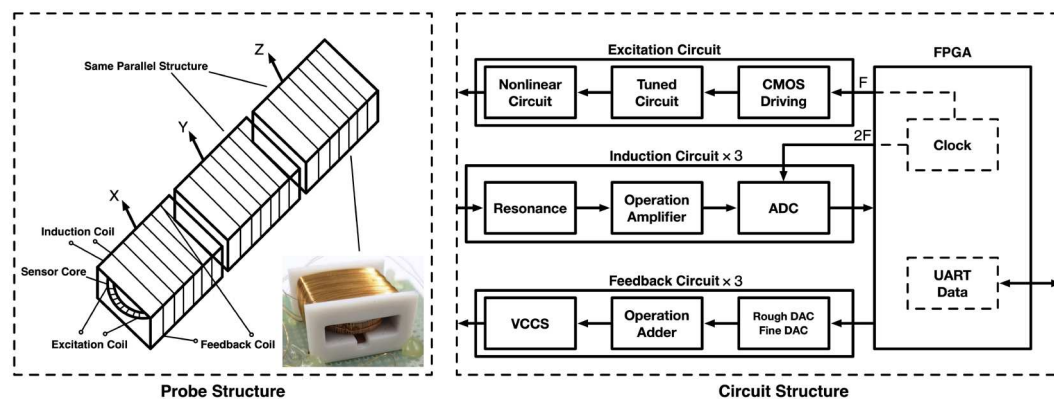 Z
Same Parallel Structure
Y
X
Induction Coil
Sensor Core
Excitation Coil
Feedback Coil
Probe Structure
Excitation Circuit
FPGA
Nonlinear
Circuit
Tuned
Circuit
CMOS
Driving
F
Clock
2F
Induction Circuit × 3
Resonance
Operation
Amplifier
ADC
UART
Data
Feedback Circuit × 3
VCCS
Operation
Adder
Rough DAC
Fine DAC
Circuit Structure